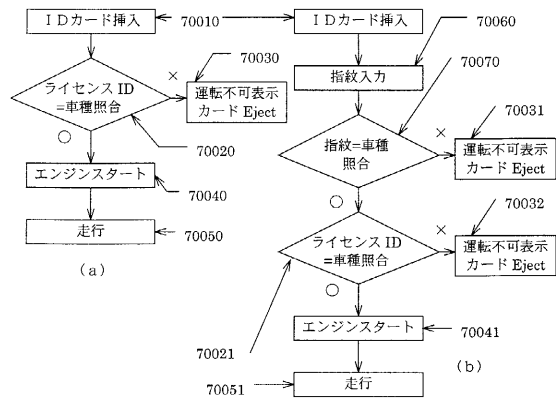 IDカード挿入
70010
ライセンスID
=車種照合
×
70030
運転不可表示
カード Eject
○
70020
エンジンスタート
70040
走行
70050
(a)
IDカード挿入
70060
指紋入力
70070
指紋=車種
照合
×
70031
運転不可表示
カード Eject
○
ライセンス ID
=車種照合
×
70032
運転不可表示
カード Eject
○
70021
エンジンスタート
70041
70051
走行
(b)